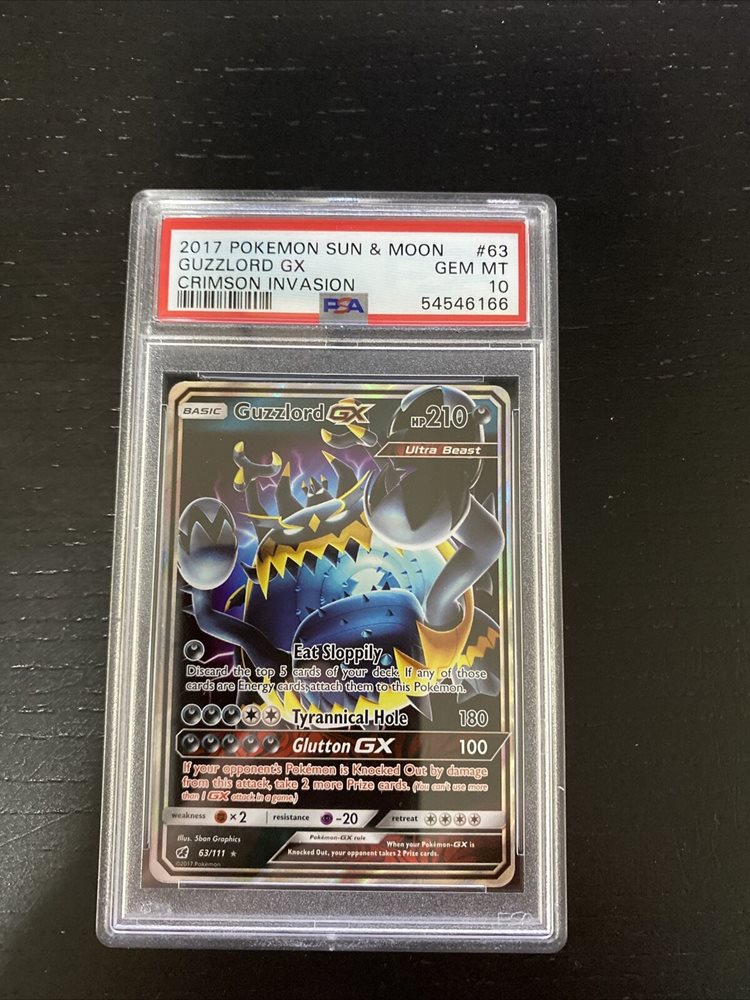 2017 POKEMON SUN & MOON #63
GUZZLORD GX GEM MT
CRIMSON INVASION 10
PSA 54546166
BASIC Guzzlord GX HP210
Ultra Beast
Eat Sloppily
Discard the top 5 cards of your deck. If any of those
cards are Energy cards, attach them to this Pokémon.
Tyrannical Hole 180
Glutton GX 100
If your opponent's Pokémon is Knocked Out by damage
from this attack, take 2 more Prize cards. (You can't use more
than 1 GX attack in a game.)
weakness ×2 resistance -20 retreat
Illus. 5ban Graphics
Pokémon-GX rule
When your Pokémon-GX is
Knocked Out, your opponent takes 2 Prize cards.
63/111 ★
©2017 Pokémon
PSA